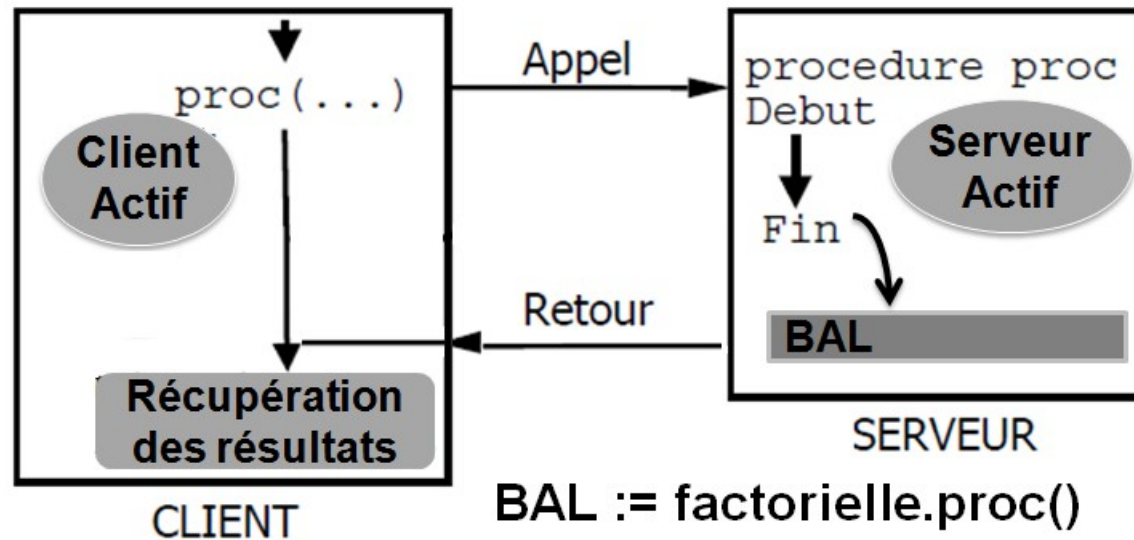 proc(...)
Client
Actif
Récupération
des résultats
CLIENT
Appel
Retour
procedure proc
Debut
Serveur
Actif
Fin
BAL
SERVEUR
BAL := factorielle.proc()